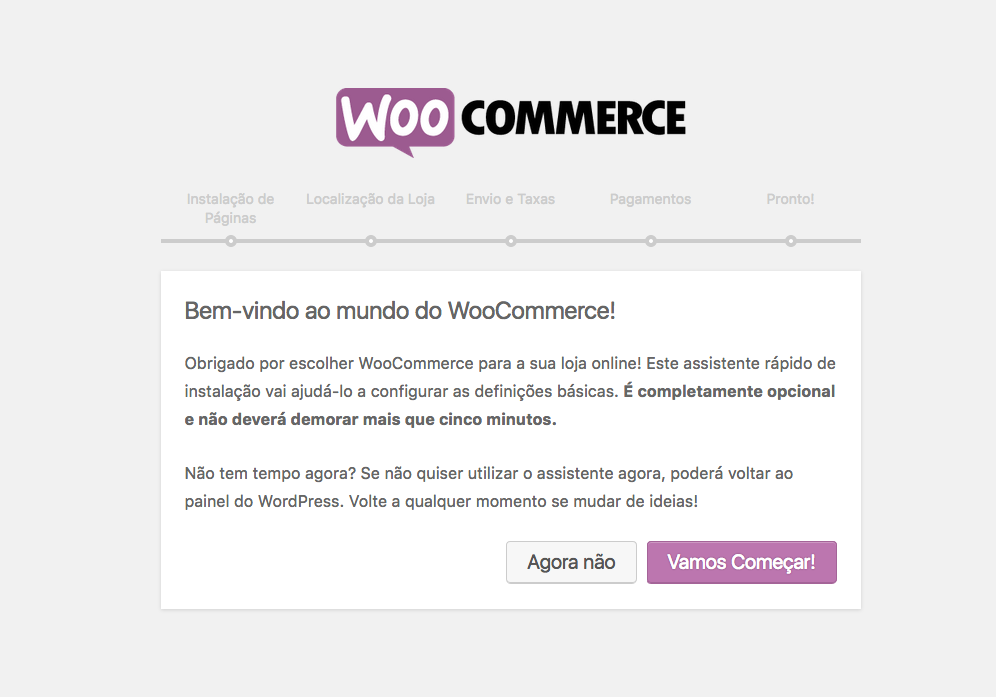 WOO COMMERCE
Instalação de
Páginas
Localização da Loja
Envio e Taxas
Pagamentos
Pronto!
Bem-vindo ao mundo do WooCommerce!
Obrigado por escolher WooCommerce para a sua loja online! Este assistente rápido de
instalação vai ajudá-lo a configurar as definições básicas. É completamente opcional
e não deverá demorar mais que cinco minutos.
Não tem tempo agora? Se não quiser utilizar o assistente agora, poderá voltar ao
painel do WordPress. Volte a qualquer momento se mudar de ideias!
Agora não
Vamos Começar!